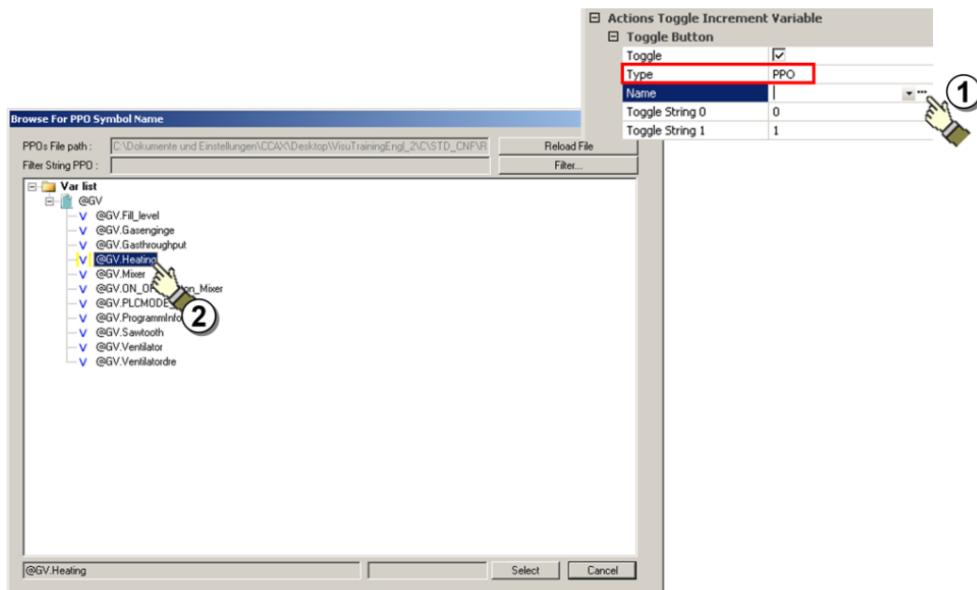 Actions Toggle Increment Variable
Toggle Button
Toggle
Type PPO
Name
Toggle String 0 0
Toggle String 1 1
1
Browse For PPO Symbol Name
PPOs File path : C:\Dokumente und Einstellungen\CCAX\Desktop\VisuTrainingEngl_2\C\STD_CNF\R Reload File
Filter String PPO : Filter...
Var list
@GV
V @GV.Fill_level
V @GV.Gasenginge
V @GV.Gasthroughput
V @GV.Heating
V @GV.Mixer
V @GV.ON_OF on_Mixer
V @GV.PLCMODE_
V @GV.ProgrammInfo
V @GV.Sawtooth
V @GV.Ventilator
V @GV.Ventilatordre
2
@GV.Heating Select Cancel